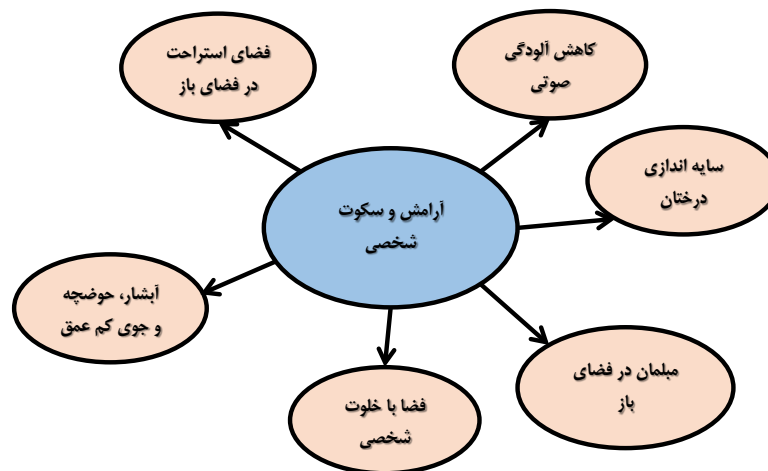 فضای استراحت
در فضای باز
کاهش آلودگی
صوتی
سایه اندازی
درختان
آرامش و سکوت
شخصی
آبشار، حوضچه
و جوی کم عمق
مبلمان در فضای
باز
فضا با خلوت
شخصی